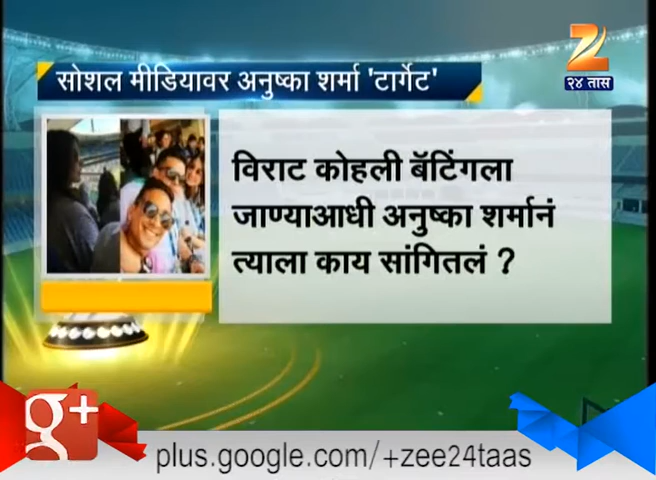 २४ तास
सोशल मीडियावर अनुष्का शर्मा 'टार्गेट'
विराट कोहली बॅटिंगला
जाण्याआधी अनुष्का शर्मानं
त्याला काय सांगितलं ?
g+
plus.google.com/+zee24taas